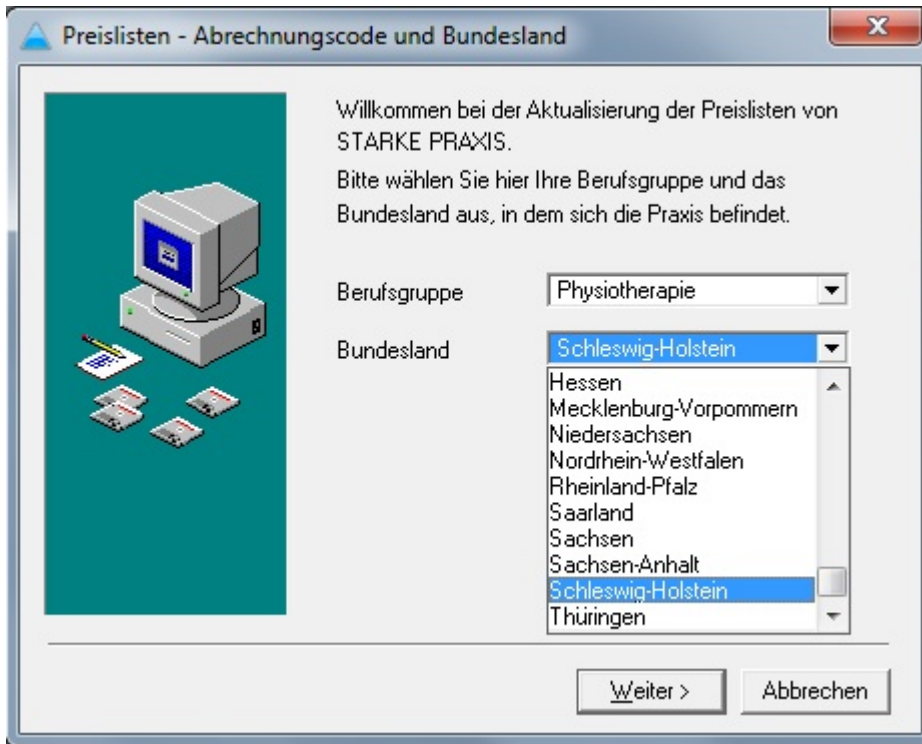 Preislisten - Abrechnungscode und Bundesland
Willkommen bei der Aktualisierung der Preislisten von
STARKE PRAXIS.
Bitte wählen Sie hier Ihre Berufsgruppe und das
Bundesland aus, in dem sich die Praxis befindet.
Berufsgruppe Physiotherapie
Bundesland Schleswig-Holstein
Hessen
Mecklenburg-Vorpommern
Niedersachsen
Nordrhein-Westfalen
Rheinland-Pfalz
Saarland
Sachsen
Sachsen-Anhalt
Schleswig-Holstein
Thüringen
Weiter > Abbrechen